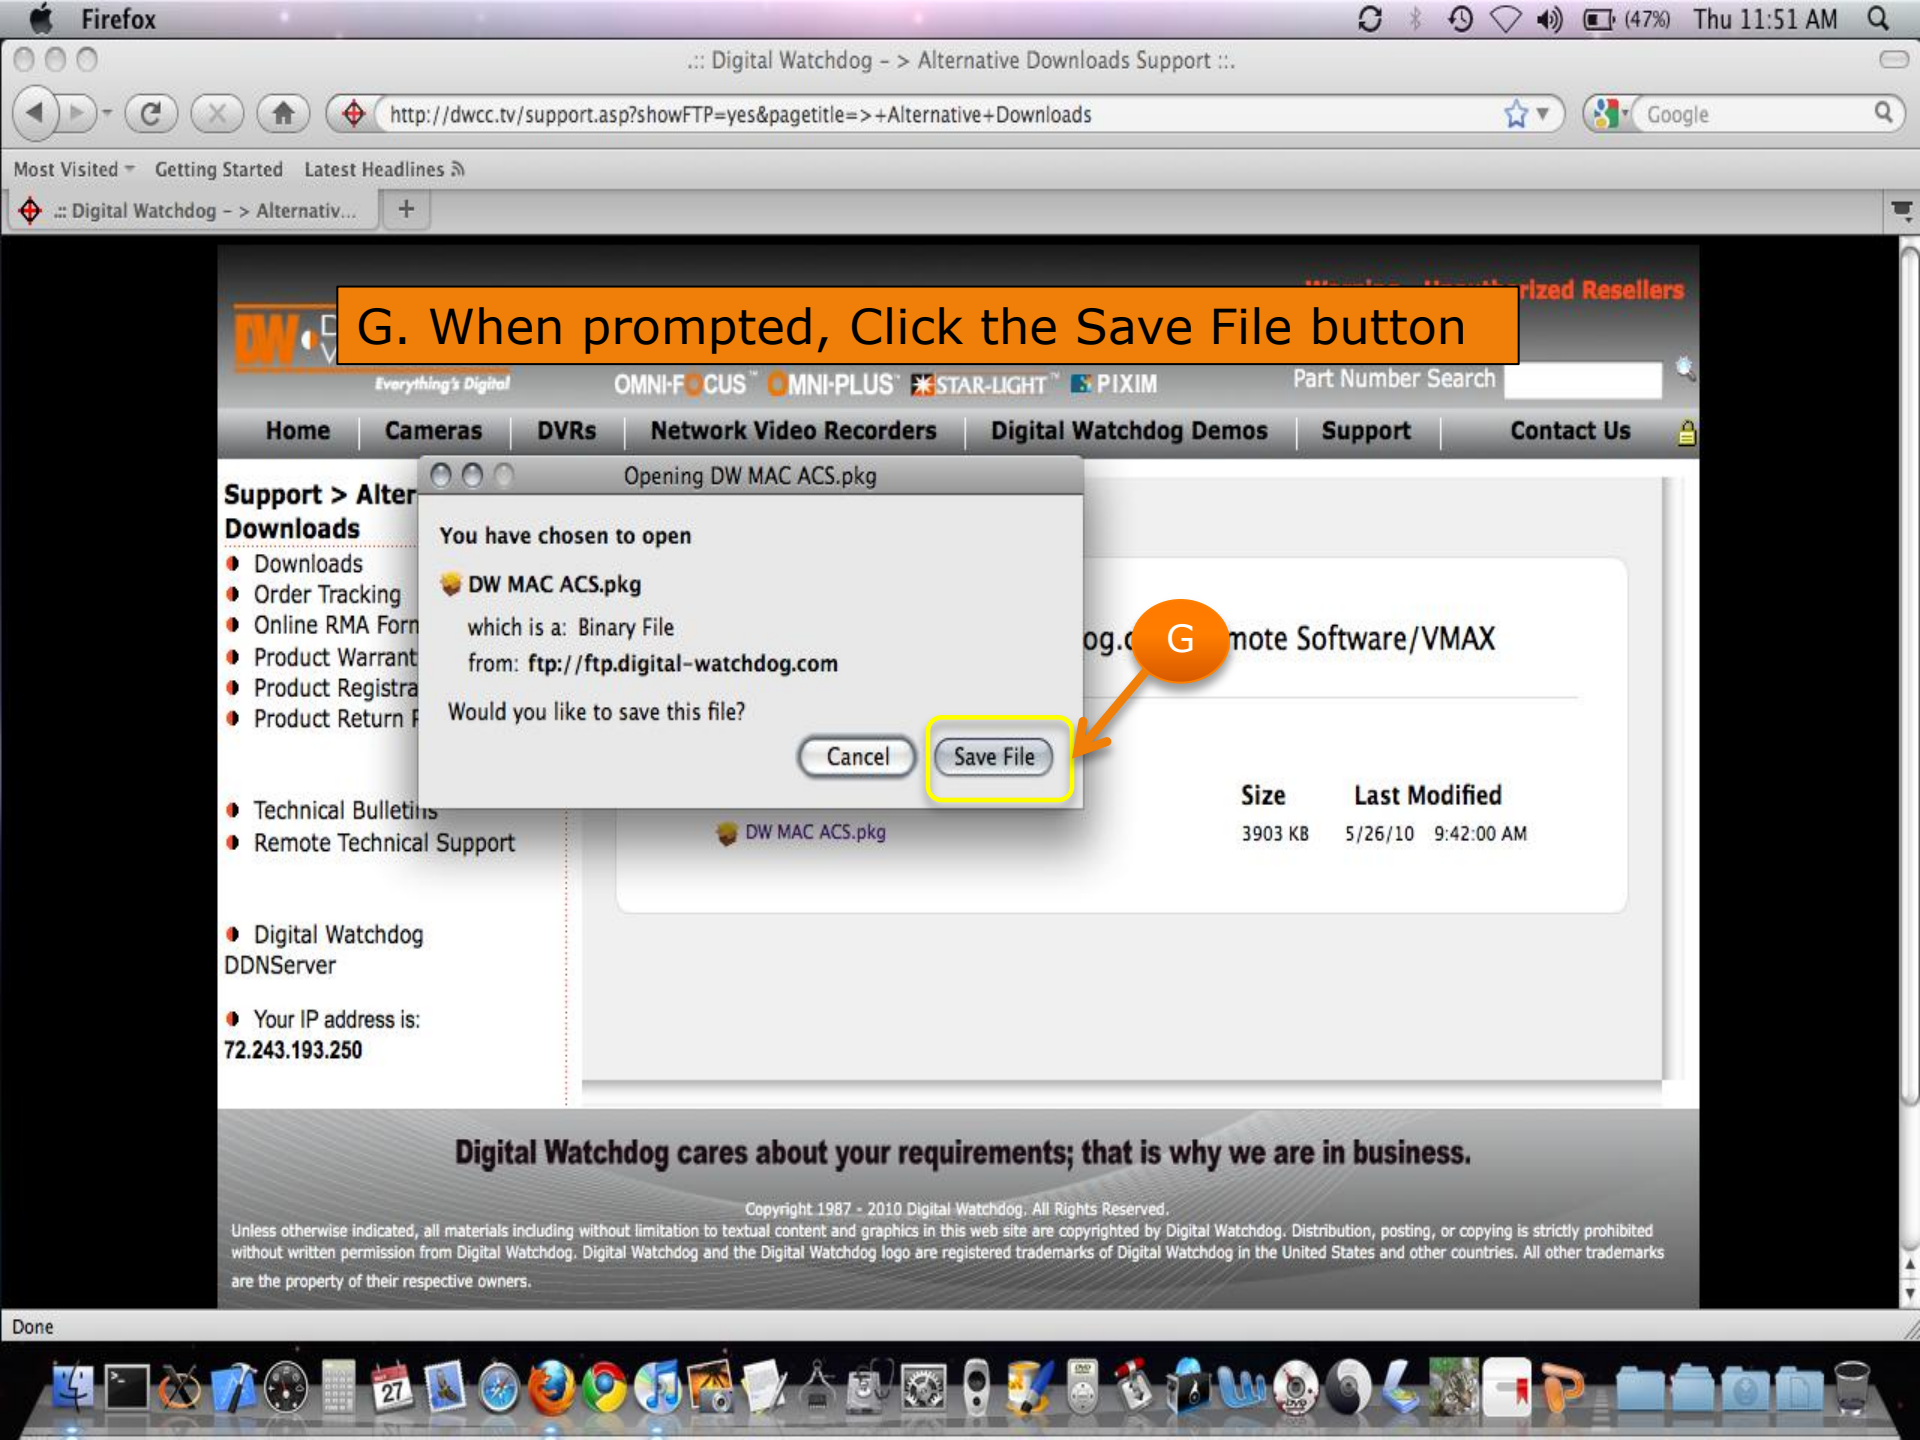 Firefox
(47%) Thu 11:51 AM
.:: Digital Watchdog - > Alternative Downloads Support ::.
http://dwcc.tv/support.asp?showFTP=yes&pagetitle=>+Alternative+Downloads
Google
Most Visited Getting Started Latest Headlines
.:: Digital Watchdog - > Alternativ...
+
Resellers
G. When prompted, Click the Save File button
DW
Everything's Digital
OMNI-FOCUS™ OMNI-PLUS™ STAR-LIGHT™ PIXIM
Part Number Search
Home Cameras DVRs Network Video Recorders Digital Watchdog Demos Support Contact Us
Opening DW MAC ACS.pkg
Support > Alter
Downloads
Downloads
Order Tracking
Online RMA Form
Product Warrant
Product Registra
Product Return
Technical Bulletins
Remote Technical Support
Digital Watchdog
DDNServer
Your IP address is:
72.243.193.250
You have chosen to open
DW MAC ACS.pkg
which is a: Binary File
from: ftp://ftp.digital-watchdog.com
Would you like to save this file?
Cancel Save File
G
mote Software/VMAX
Size Last Modified
DW MAC ACS.pkg 3903 KB 5/26/10 9:42:00 AM
Digital Watchdog cares about your requirements; that is why we are in business.
Copyright 1987 - 2010 Digital Watchdog. All Rights Reserved.
Unless otherwise indicated, all materials including without limitation to textual content and graphics in this web site are copyrighted by Digital Watchdog. Distribution, posting, or copying is strictly prohibited
without written permission from Digital Watchdog. Digital Watchdog and the Digital Watchdog logo are registered trademarks of Digital Watchdog in the United States and other countries. All other trademarks
are the property of their respective owners.
Done
27